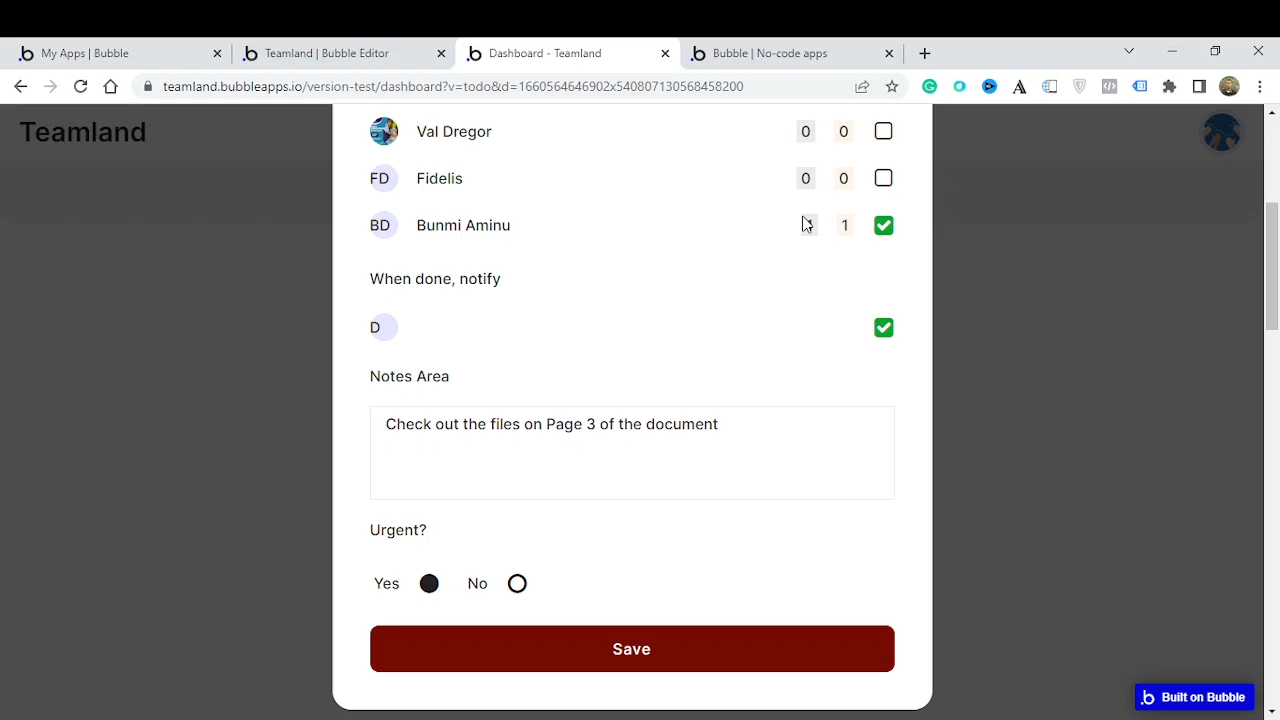 My Apps | Bubble
Teamland | Bubble Editor
Dashboard - Teamland
Bubble | No-code apps
teamland.bubbleapps.io/version-test/dashboard?v=todo&d=1660564646902x540807130568458200
Teamland
Val Dregor 0 0
FD Fidelis 0 0
BD Bunmi Aminu 1
When done, notify
D
Notes Area
Check out the files on Page 3 of the document
Urgent?
Yes No
Save
Built on Bubble